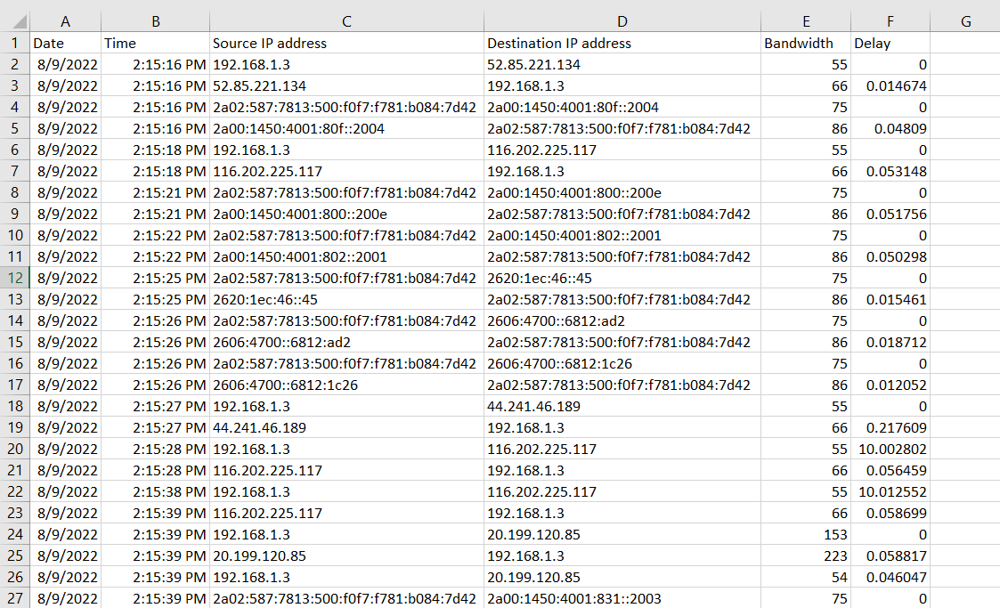 A B C D E F G
1 Date Time Source IP address Destination IP address Bandwidth Delay
2 8/9/2022 2:15:16 PM 192.168.1.3 52.85.221.134 55 0
3 8/9/2022 2:15:16 PM 52.85.221.134 192.168.1.3 66 0.014674
4 8/9/2022 2:15:16 PM 2a02:587:7813:500:f0f7:f781:b084:7d42 2a00:1450:4001:80f::2004 75 0
5 8/9/2022 2:15:16 PM 2a00:1450:4001:80f::2004 2a02:587:7813:500:f0f7:f781:b084:7d42 86 0.04809
6 8/9/2022 2:15:18 PM 192.168.1.3 116.202.225.117 55 0
7 8/9/2022 2:15:18 PM 116.202.225.117 192.168.1.3 66 0.053148
8 8/9/2022 2:15:21 PM 2a02:587:7813:500:f0f7:f781:b084:7d42 2a00:1450:4001:800::200e 75 0
9 8/9/2022 2:15:21 PM 2a00:1450:4001:800::200e 2a02:587:7813:500:f0f7:f781:b084:7d42 86 0.051756
10 8/9/2022 2:15:22 PM 2a02:587:7813:500:f0f7:f781:b084:7d42 2a00:1450:4001:802::2001 75 0
11 8/9/2022 2:15:22 PM 2a00:1450:4001:802::2001 2a02:587:7813:500:f0f7:f781:b084:7d42 86 0.050298
12 8/9/2022 2:15:25 PM 2a02:587:7813:500:f0f7:f781:b084:7d42 2620:1ec:46::45 75 0
13 8/9/2022 2:15:25 PM 2620:1ec:46::45 2a02:587:7813:500:f0f7:f781:b084:7d42 86 0.015461
14 8/9/2022 2:15:26 PM 2a02:587:7813:500:f0f7:f781:b084:7d42 2606:4700::6812:ad2 75 0
15 8/9/2022 2:15:26 PM 2606:4700::6812:ad2 2a02:587:7813:500:f0f7:f781:b084:7d42 86 0.018712
16 8/9/2022 2:15:26 PM 2a02:587:7813:500:f0f7:f781:b084:7d42 2606:4700::6812:1c26 75 0
17 8/9/2022 2:15:26 PM 2606:4700::6812:1c26 2a02:587:7813:500:f0f7:f781:b084:7d42 86 0.012052
18 8/9/2022 2:15:27 PM 192.168.1.3 44.241.46.189 55 0
19 8/9/2022 2:15:27 PM 44.241.46.189 192.168.1.3 66 0.217609
20 8/9/2022 2:15:28 PM 192.168.1.3 116.202.225.117 55 10.002802
21 8/9/2022 2:15:28 PM 116.202.225.117 192.168.1.3 66 0.056459
22 8/9/2022 2:15:38 PM 192.168.1.3 116.202.225.117 55 10.012552
23 8/9/2022 2:15:39 PM 116.202.225.117 192.168.1.3 66 0.058699
24 8/9/2022 2:15:39 PM 192.168.1.3 20.199.120.85 153 0
25 8/9/2022 2:15:39 PM 20.199.120.85 192.168.1.3 223 0.058817
26 8/9/2022 2:15:39 PM 192.168.1.3 20.199.120.85 54 0.046047
27 8/9/2022 2:15:39 PM 2a02:587:7813:500:f0f7:f781:b084:7d42 2a00:1450:4001:831::2003 75 0